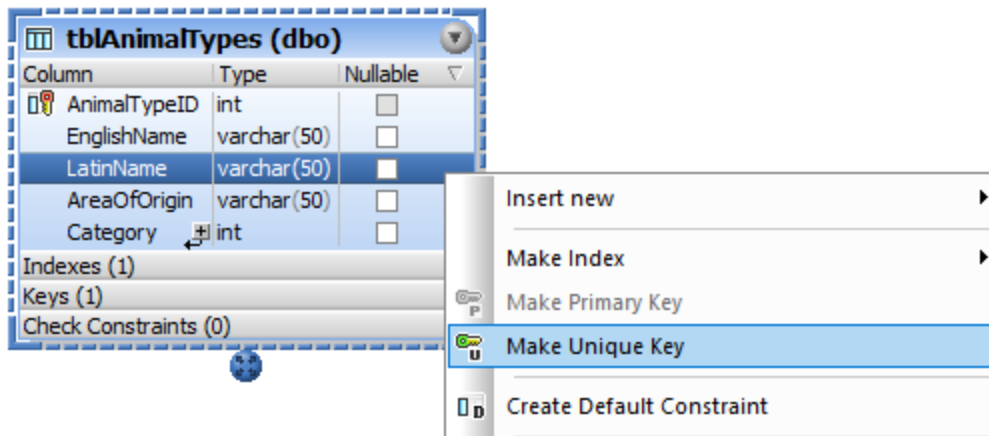 tblAnimalTypes (dbo)
Column Type Nullable
AnimalTypeID int
EnglishName varchar(50)
LatinName varchar(50)
AreaOfOrigin varchar(50)
Category int
Indexes (1)
Keys (1)
Check Constraints (0)
Insert new
Make Index
P Make Primary Key
U Make Unique Key
D Create Default Constraint